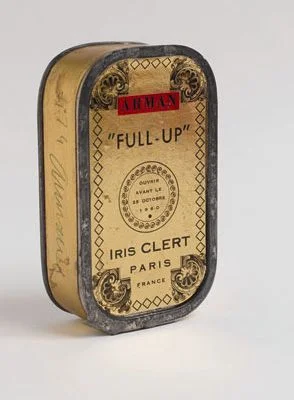 ARMAN
"FULL-UP"
OUVRIR
AVANT LE
25 OCTOBRE
1960
IRIS CLERT
PARIS
FRANCE